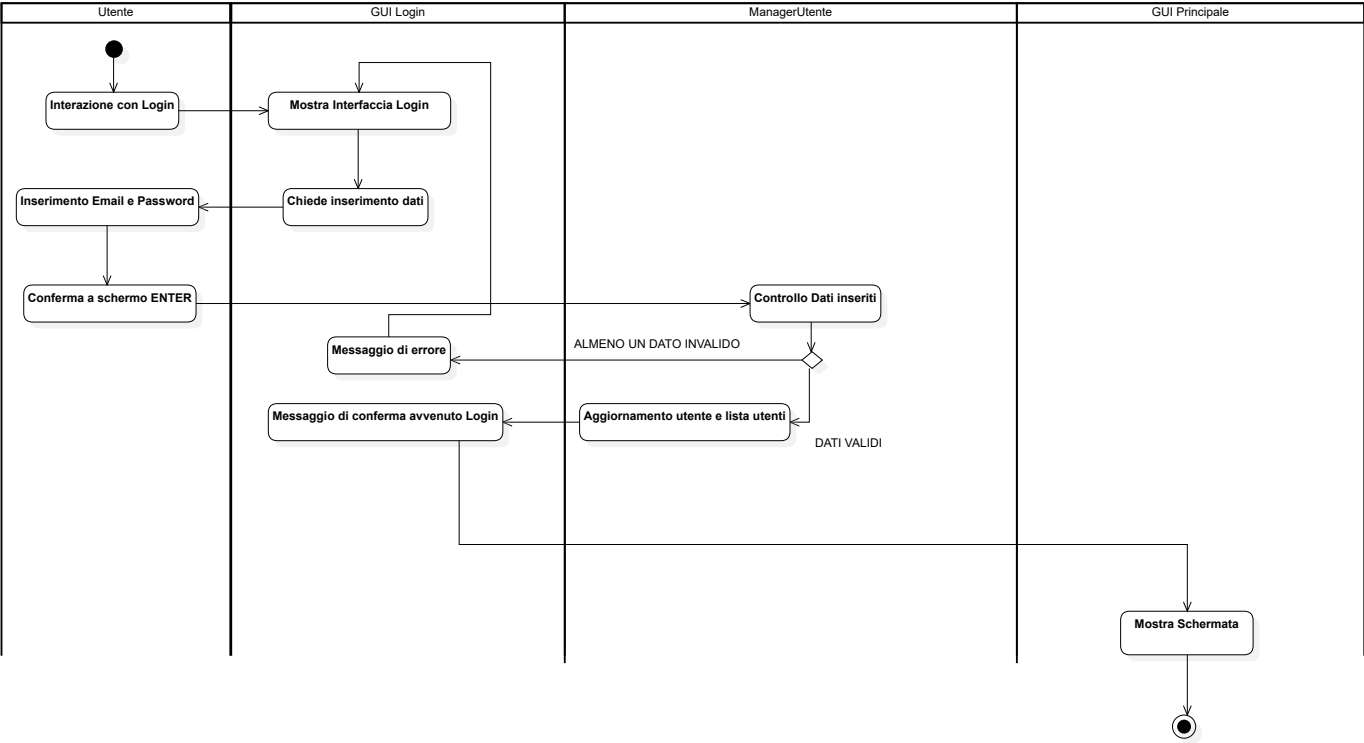 Utente
GUI Login
ManagerUtente
GUI Principale
Interazione con Login
Mostra Interfaccia Login
Inserimento Email e Password
Chiede inserimento dati
Conferma a schermo ENTER
Controllo Dati inseriti
Messaggio di errore
ALMENO UN DATO INVALIDO
Messaggio di conferma avvenuto Login
Aggiornamento utente e lista utenti
DATI VALIDI
Mostra Schermata